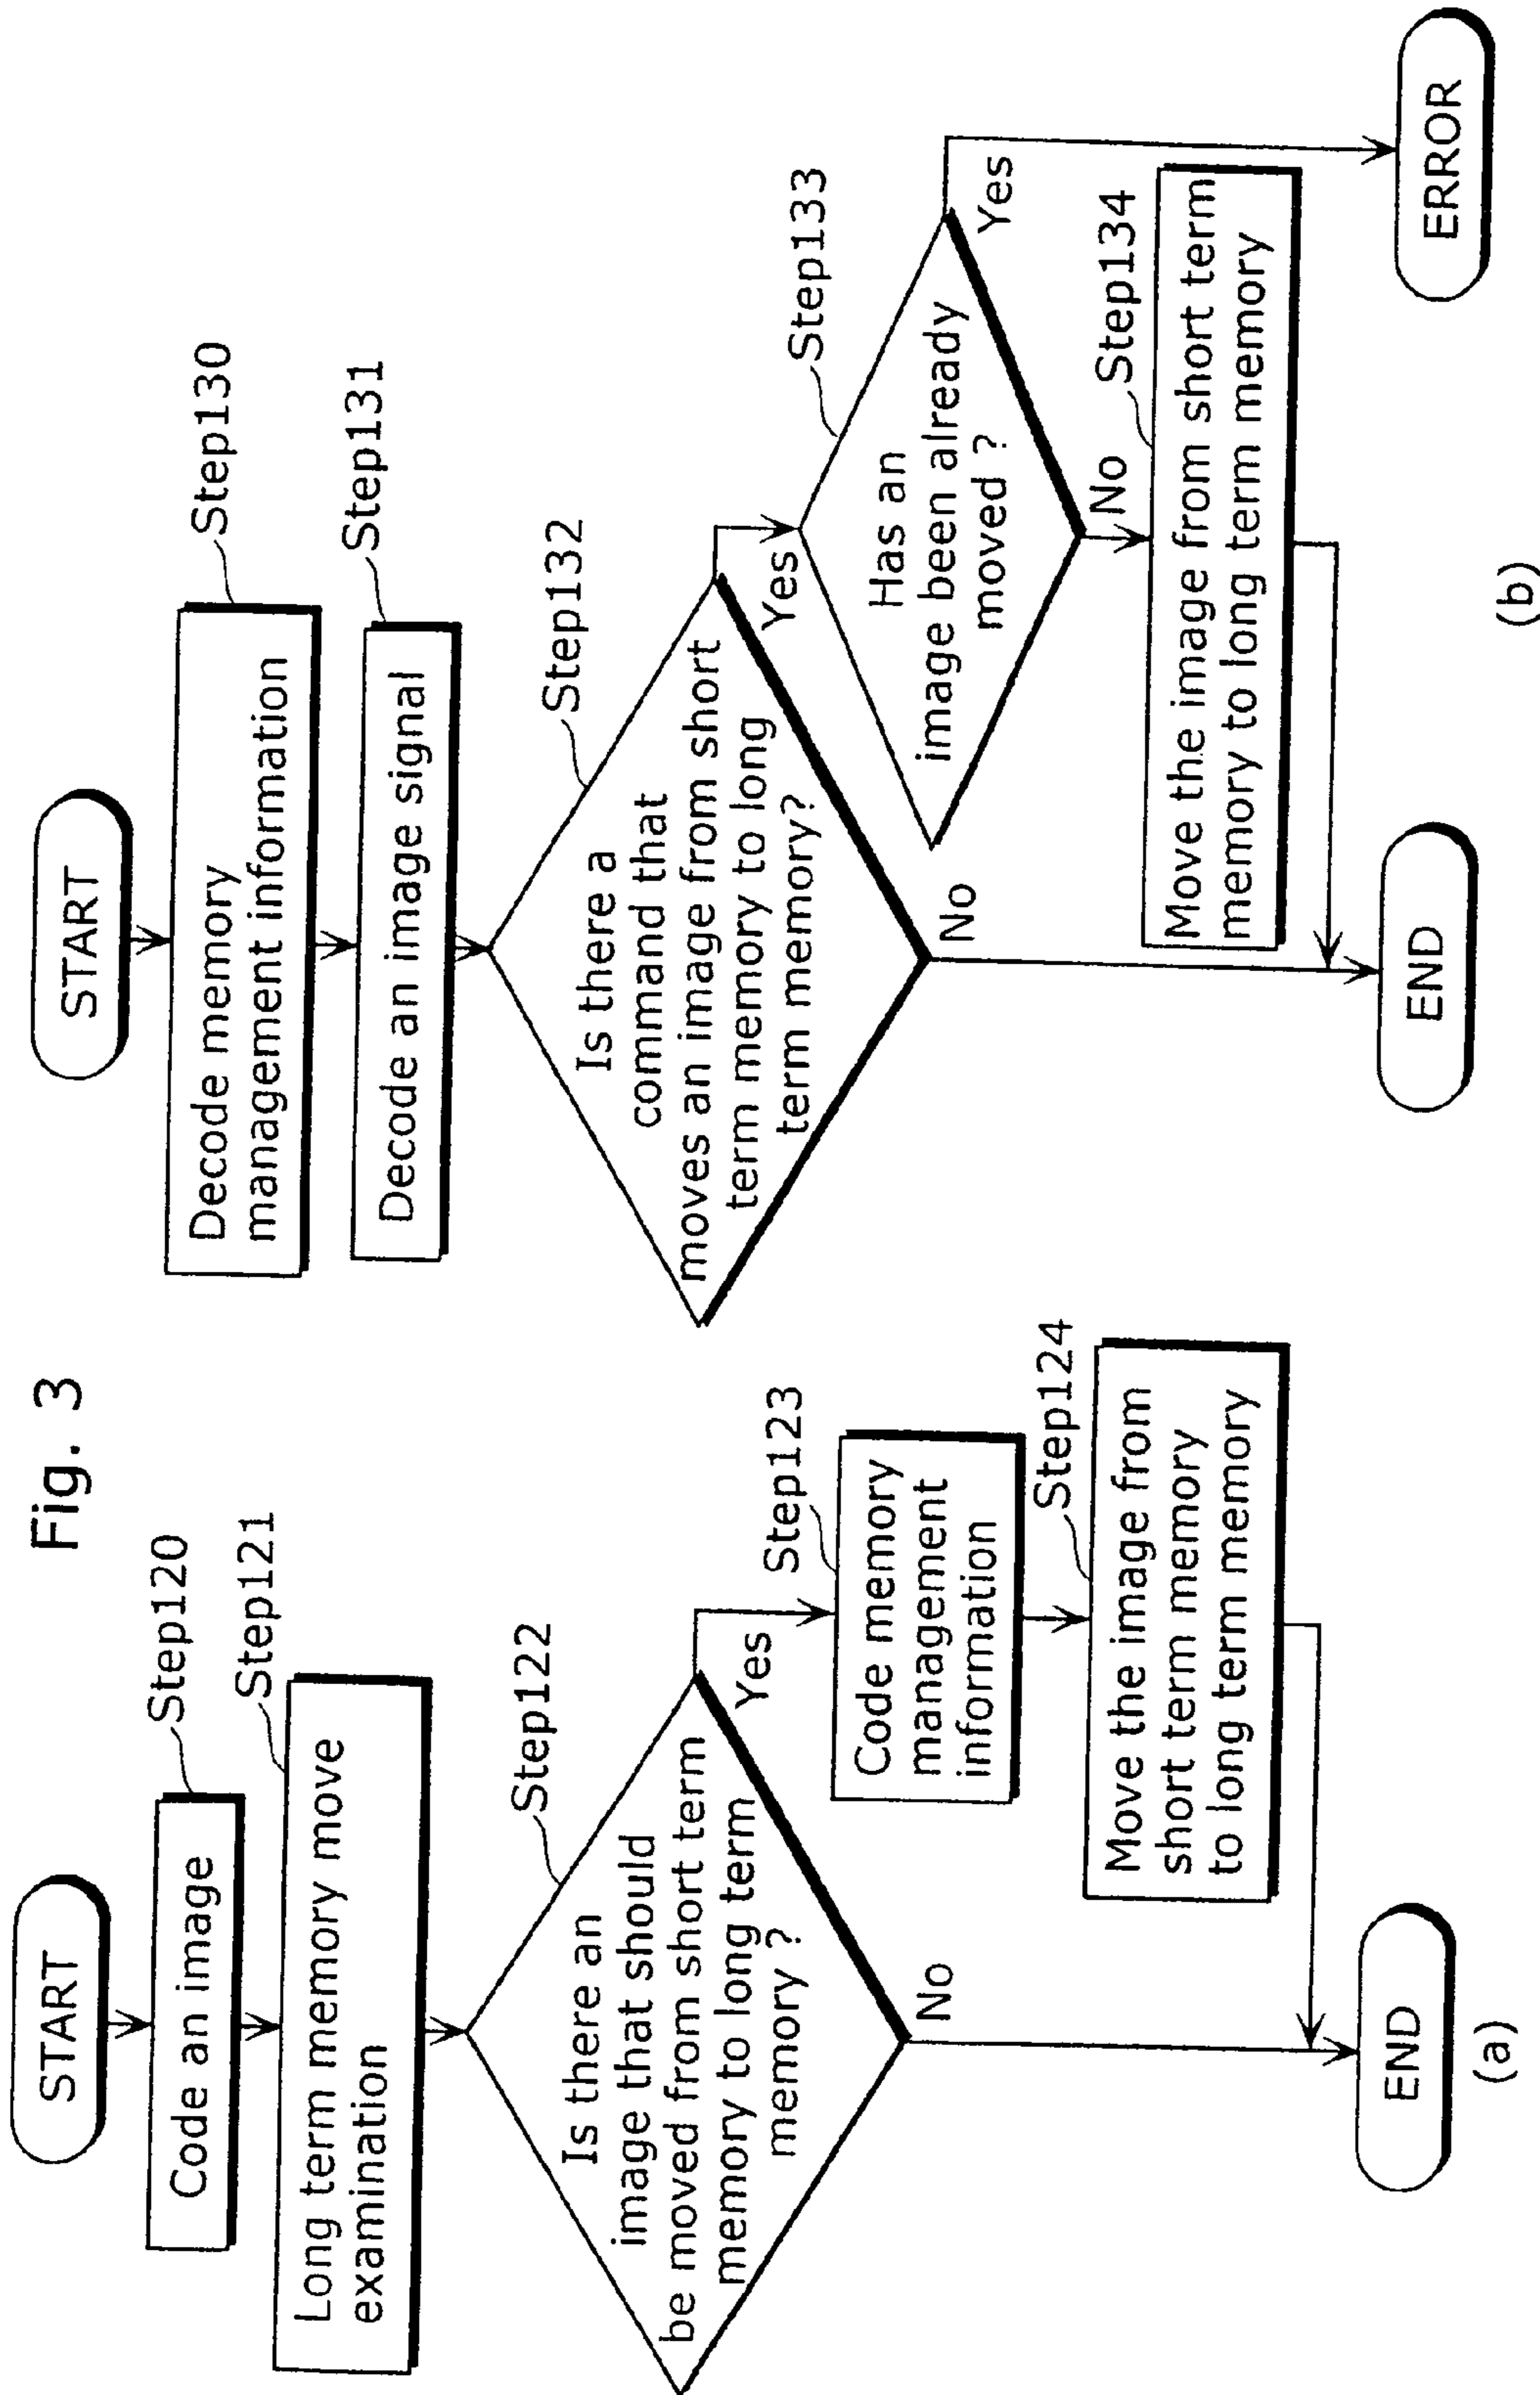 Fig. 3
START
Step120
Code an image
Step121
Long term memory move
examination
Step122
Is there an
image that should
be moved from short term
memory to long term
memory ?
Yes
No
Step123
Code memory
management
information
Step124
Move the image from
short term memory
to long term memory
END
(a)
START
Step130
Decode memory
management information
Step131
Decode an image signal
Step132
Is there a
command that
moves an image from short
term memory to long
term memory?
Yes
No
Step133
Has an
image been already
moved ?
Yes
No
Step134
Move the image from short term
memory to long term memory
END
ERROR
(b)